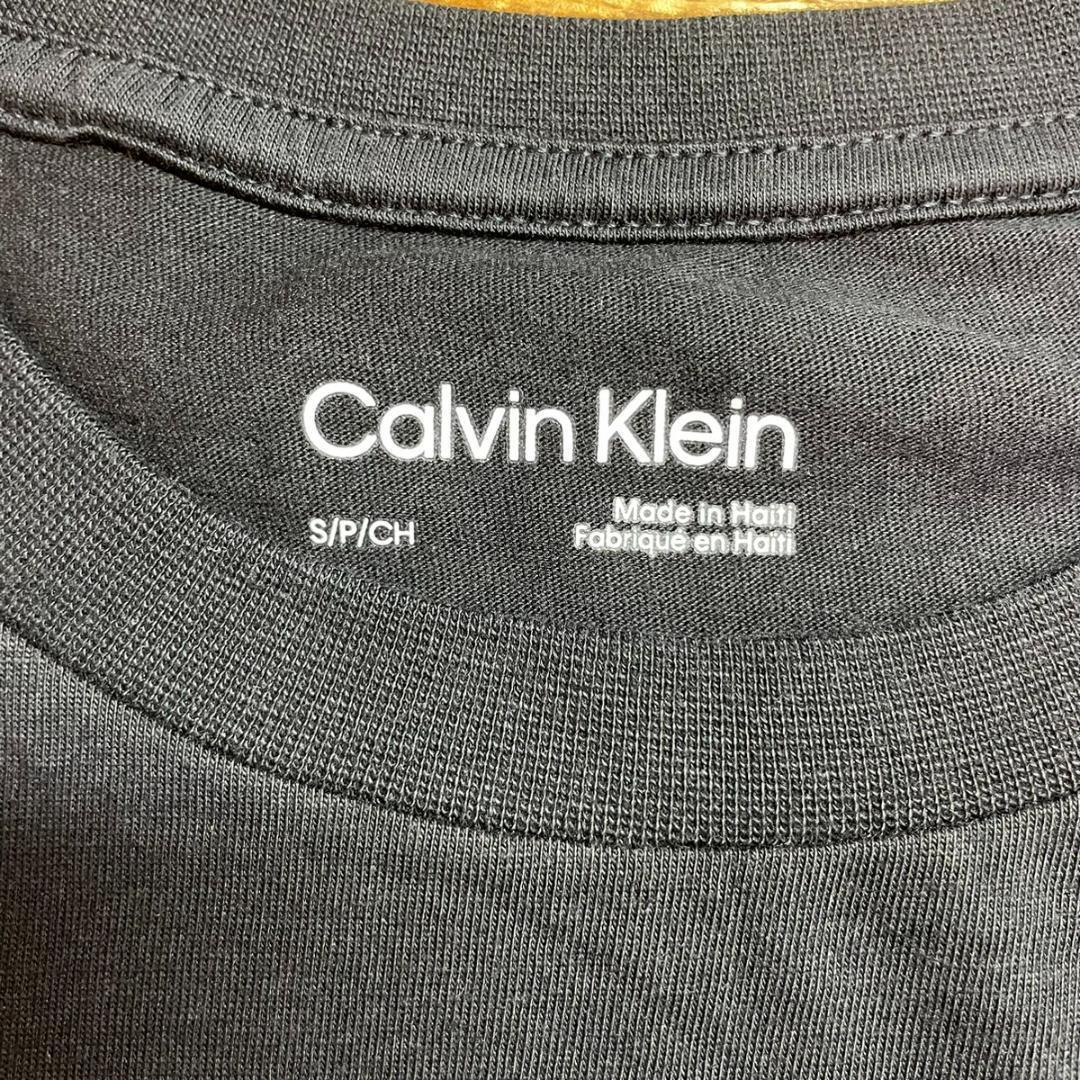 Calvin Klein
S/P/CH
Made in Haiti
Fabriqué en Haïti